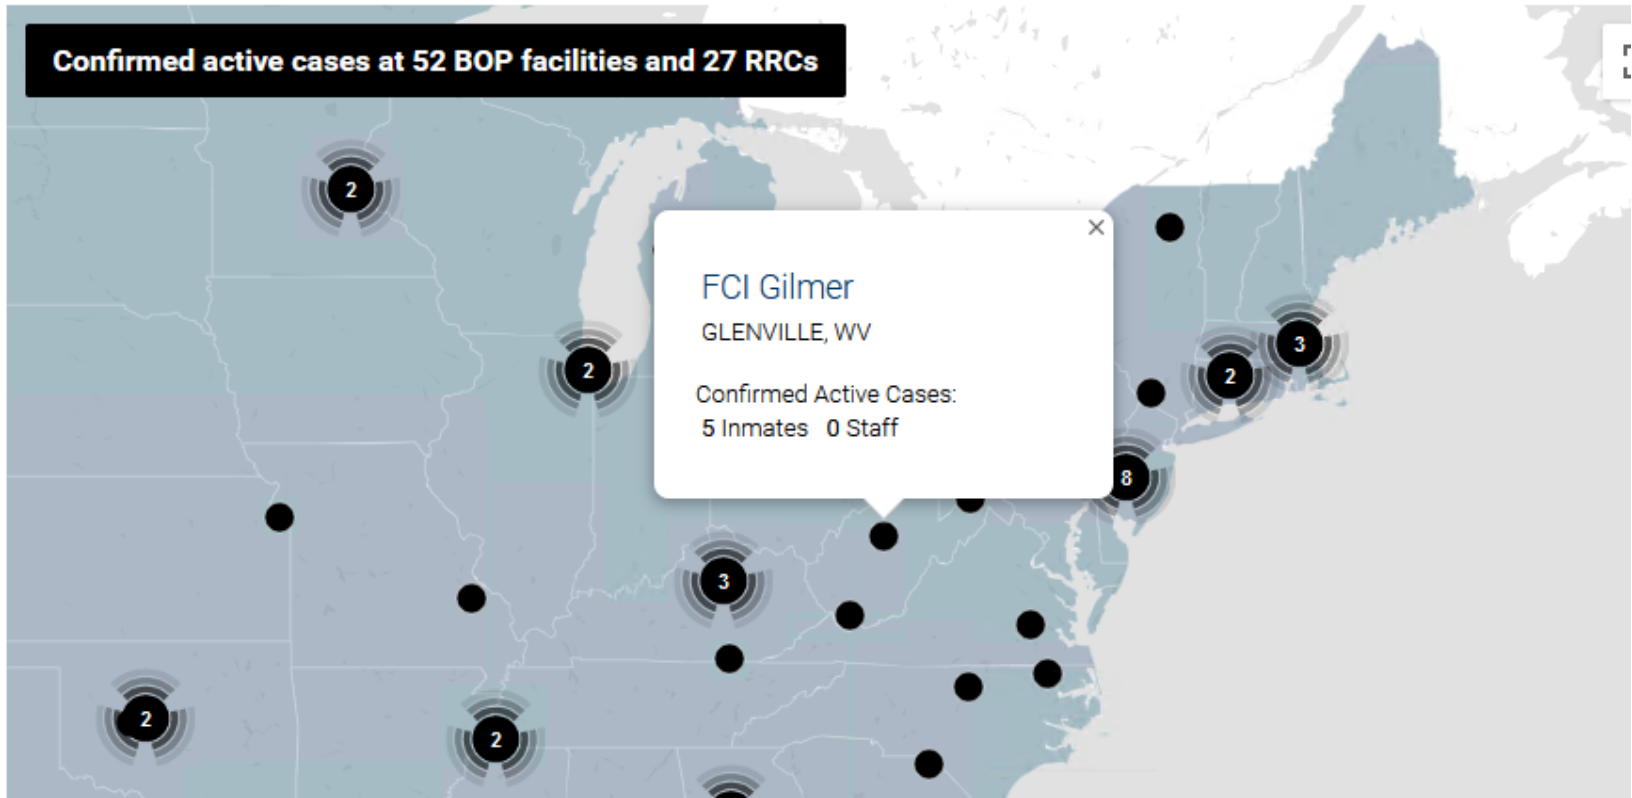 Confirmed active cases at 52 BOP facilities and 27 RRCs
2
FCI Gilmer
GLENVILLE, WV
Confirmed Active Cases:
5 Inmates 0 Staff
3
2
2
8
3
2
2